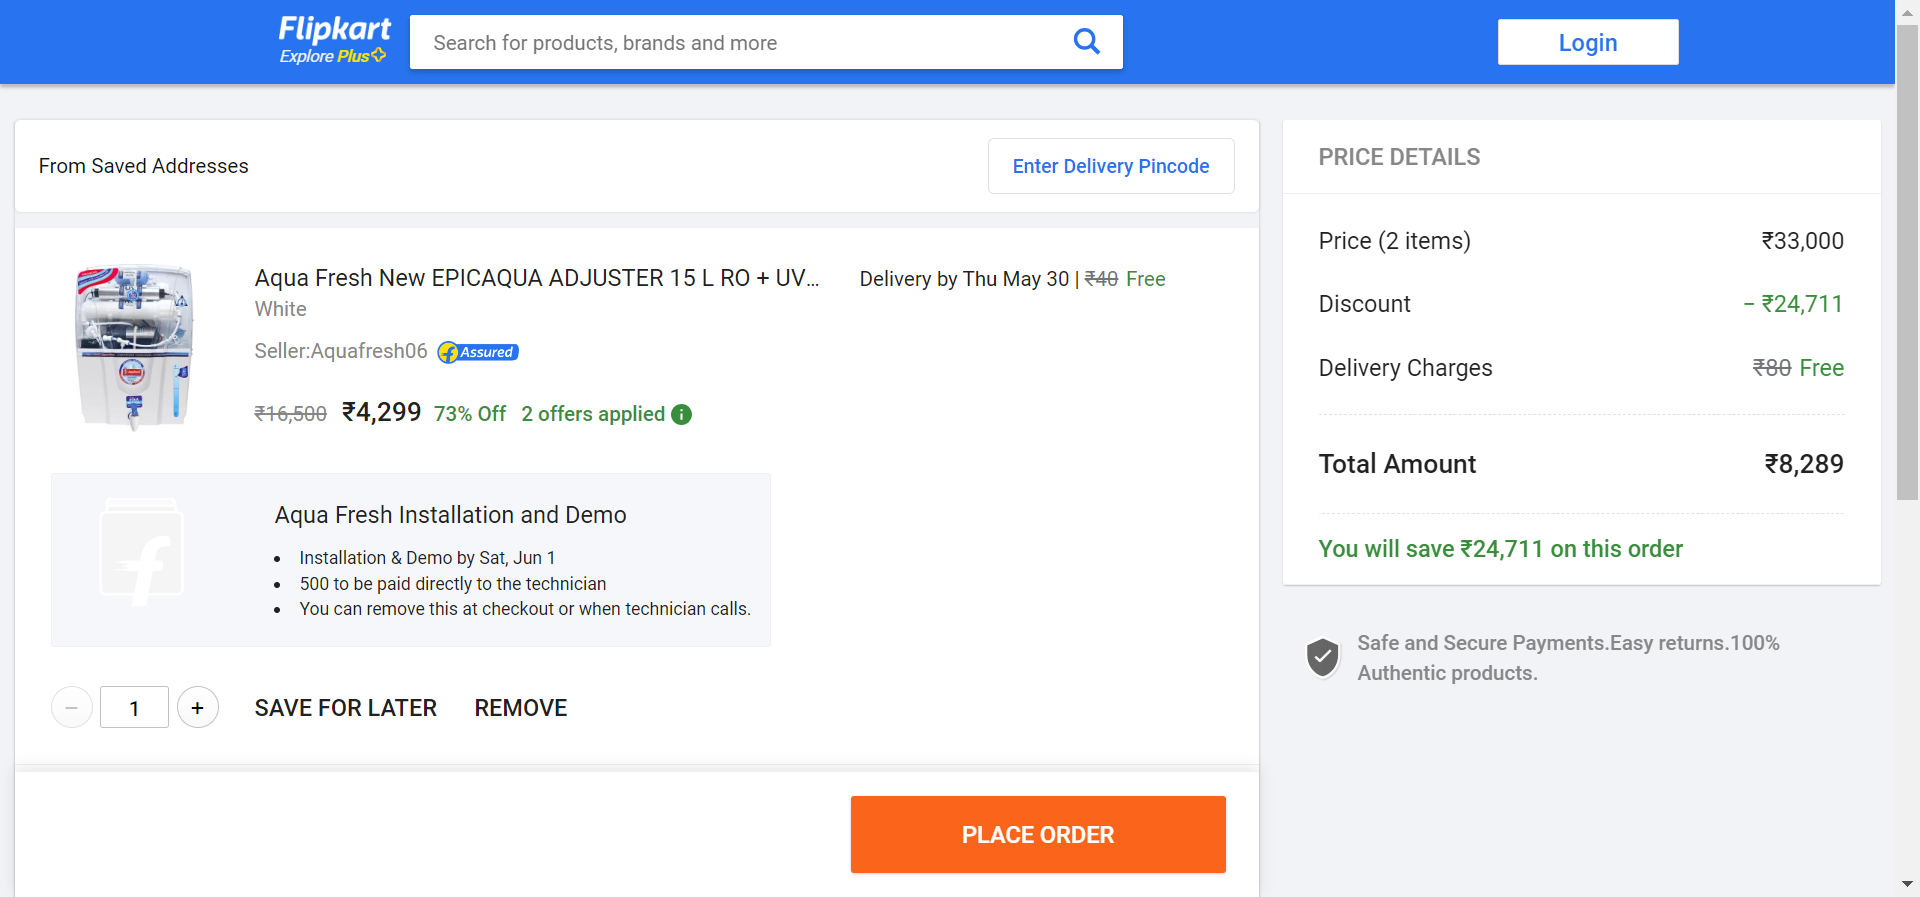 Flipkart
Explore Plus
Search for products, brands and more
Login
From Saved Addresses
Enter Delivery Pincode
Aqua Fresh New EPICAQUA ADJUSTER 15 L RO + UV...
White
Seller:Aquafresh06
Assured
Delivery by Thu May 30 | ₹40 Free
₹16,500 ₹4,299 73% Off 2 offers applied
Aqua Fresh Installation and Demo
• Installation & Demo by Sat, Jun 1
• 500 to be paid directly to the technician
• You can remove this at checkout or when technician calls.
− 1 +
SAVE FOR LATER
REMOVE
PLACE ORDER
PRICE DETAILS
Price (2 items) ₹33,000
Discount − ₹24,711
Delivery Charges ₹80 Free
Total Amount ₹8,289
You will save ₹24,711 on this order
Safe and Secure Payments.Easy returns.100%
Authentic products.